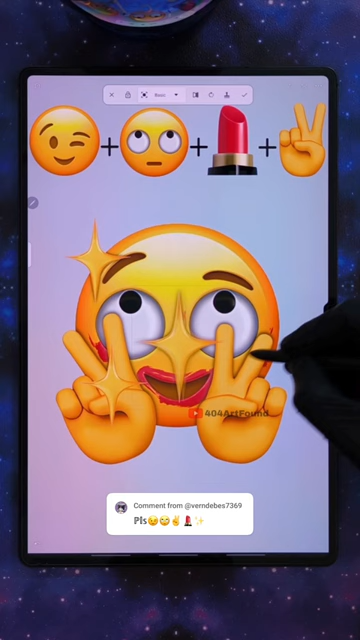 Basic
+ + +
404ArtFound
Comment from @verndebes7369
Pls😉🙄✌️💄✨